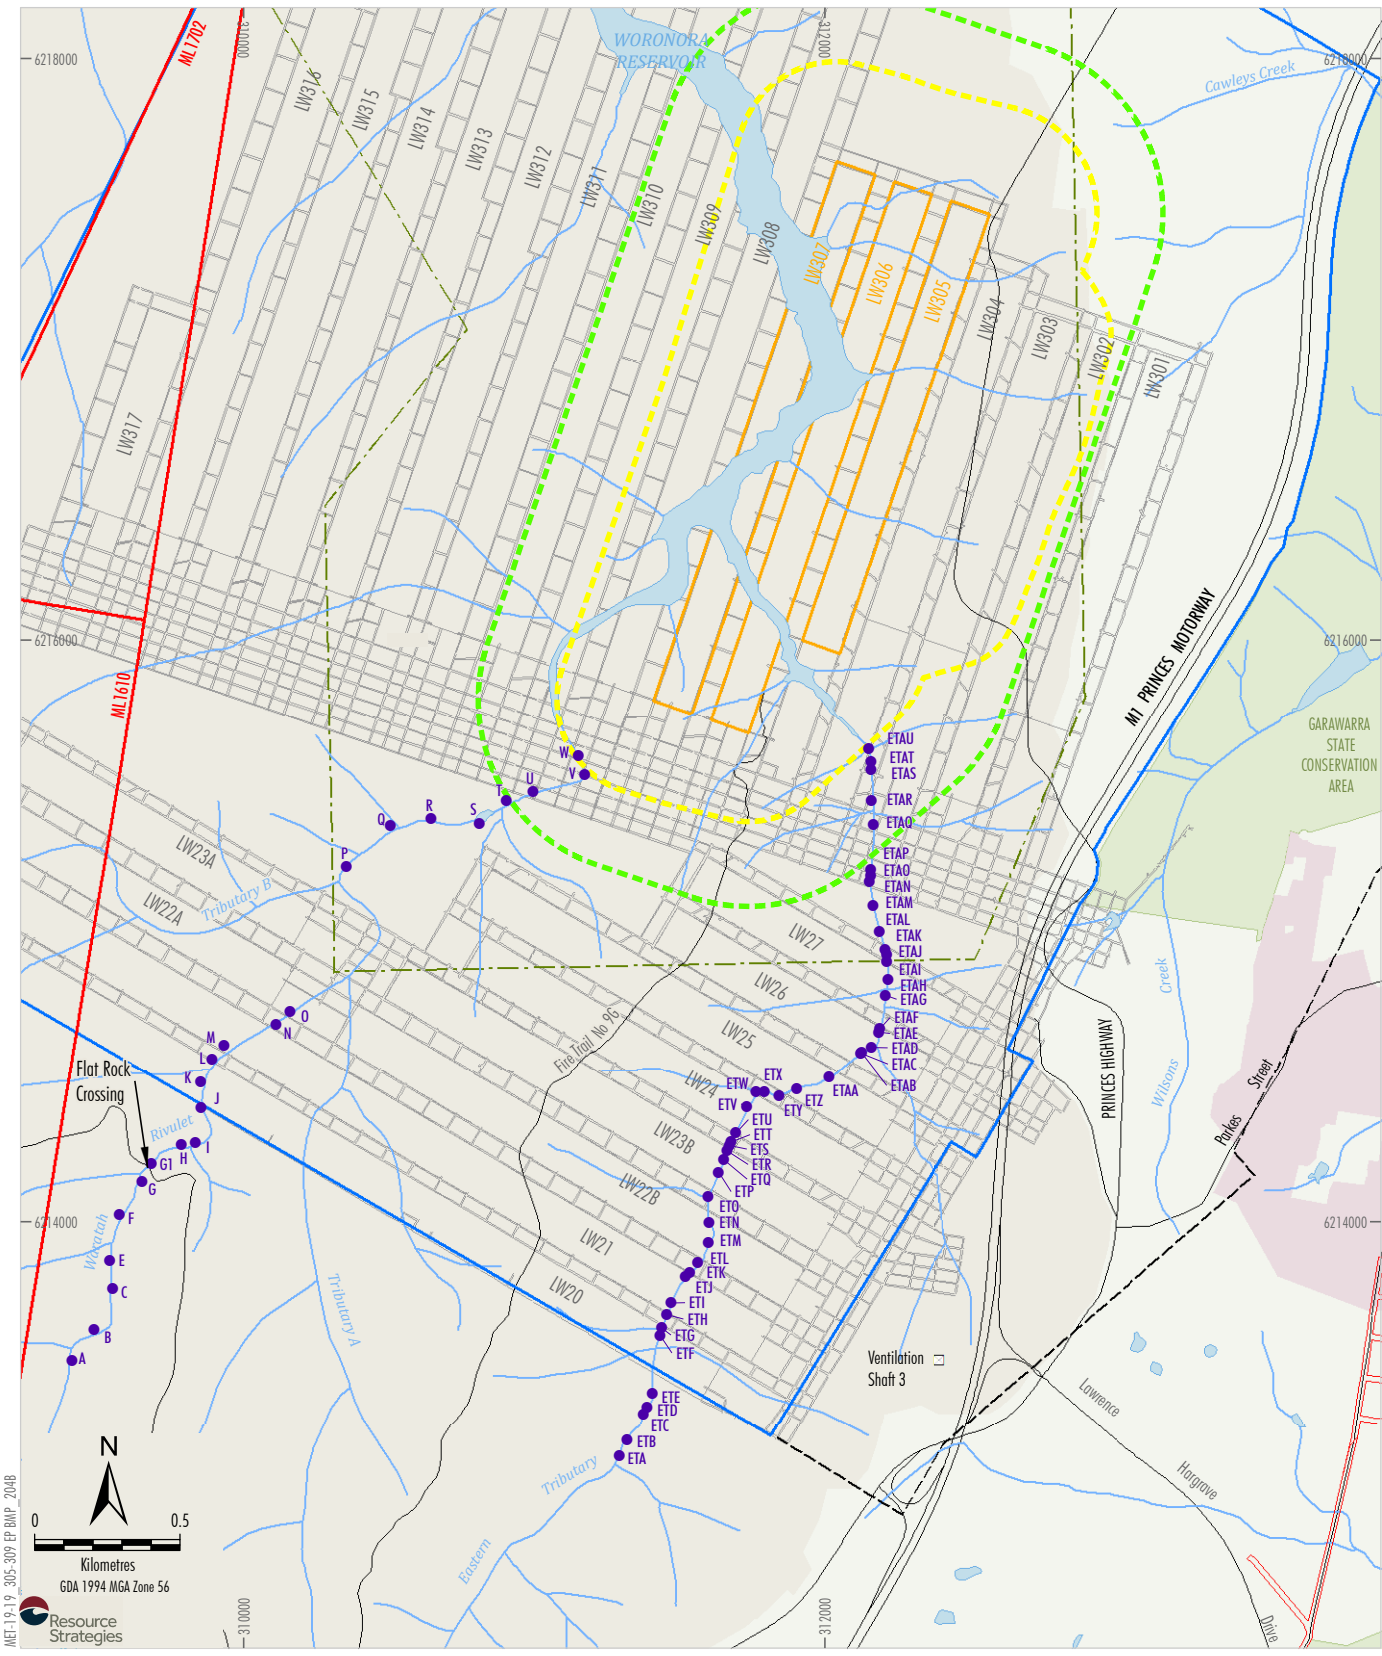 ML1702
310000
WORONORA
RESERVOIR
312000
6218000
6218000
Cawleys Creek
LW316
LW315
LW314
LW313
LW312
LW311
LW310
LW309
LW308
LW307
LW306
LW305
LW304
LW303
LW302
LW301
LW317
M1 PRINCES MOTORWAY
6216000
6216000
ML1610
GARAWARRA
STATE
CONSERVATION
AREA
W
V
U
T
S
R
Q
P
ETAU
ETAT
ETAS
ETAR
ETAQ
ETAP
ETAO
ETAN
ETAM
ETAL
ETAK
ETAJ
ETAI
ETAH
ETAG
ETAF
ETAE
ETAD
ETAC
ETAB
ETAA
ETZ
ETY
ETX
ETW
ETV
ETU
ETT
ETS
ETR
ETQ
ETP
ETO
ETN
ETM
ETL
ETK
ETJ
ETI
ETH
ETG
ETF
ETE
ETD
ETC
ETB
ETA
LW23A
LW22A
Tributary B
LW27
LW26
LW25
LW24
LW23B
LW22B
LW21
LW20
Fire Trail No 9G
O
N
M
L
K
J
I
H
G1
G
F
E
C
B
A
Flat Rock
Crossing
Rivulet
Waratah
Tributary A
Creek
Wilsons
PRINCES HIGHWAY
Street
Parkes
6214000
6214000
Ventilation
Shaft 3
Lawrence
Hargrave
Drive
Tributary
Eastern
N
0 0.5
Kilometres
GDA 1994 MGA Zone 56
Resource
Strategies
310000
312000
MET-19-19_305-309 EP BMP_204B